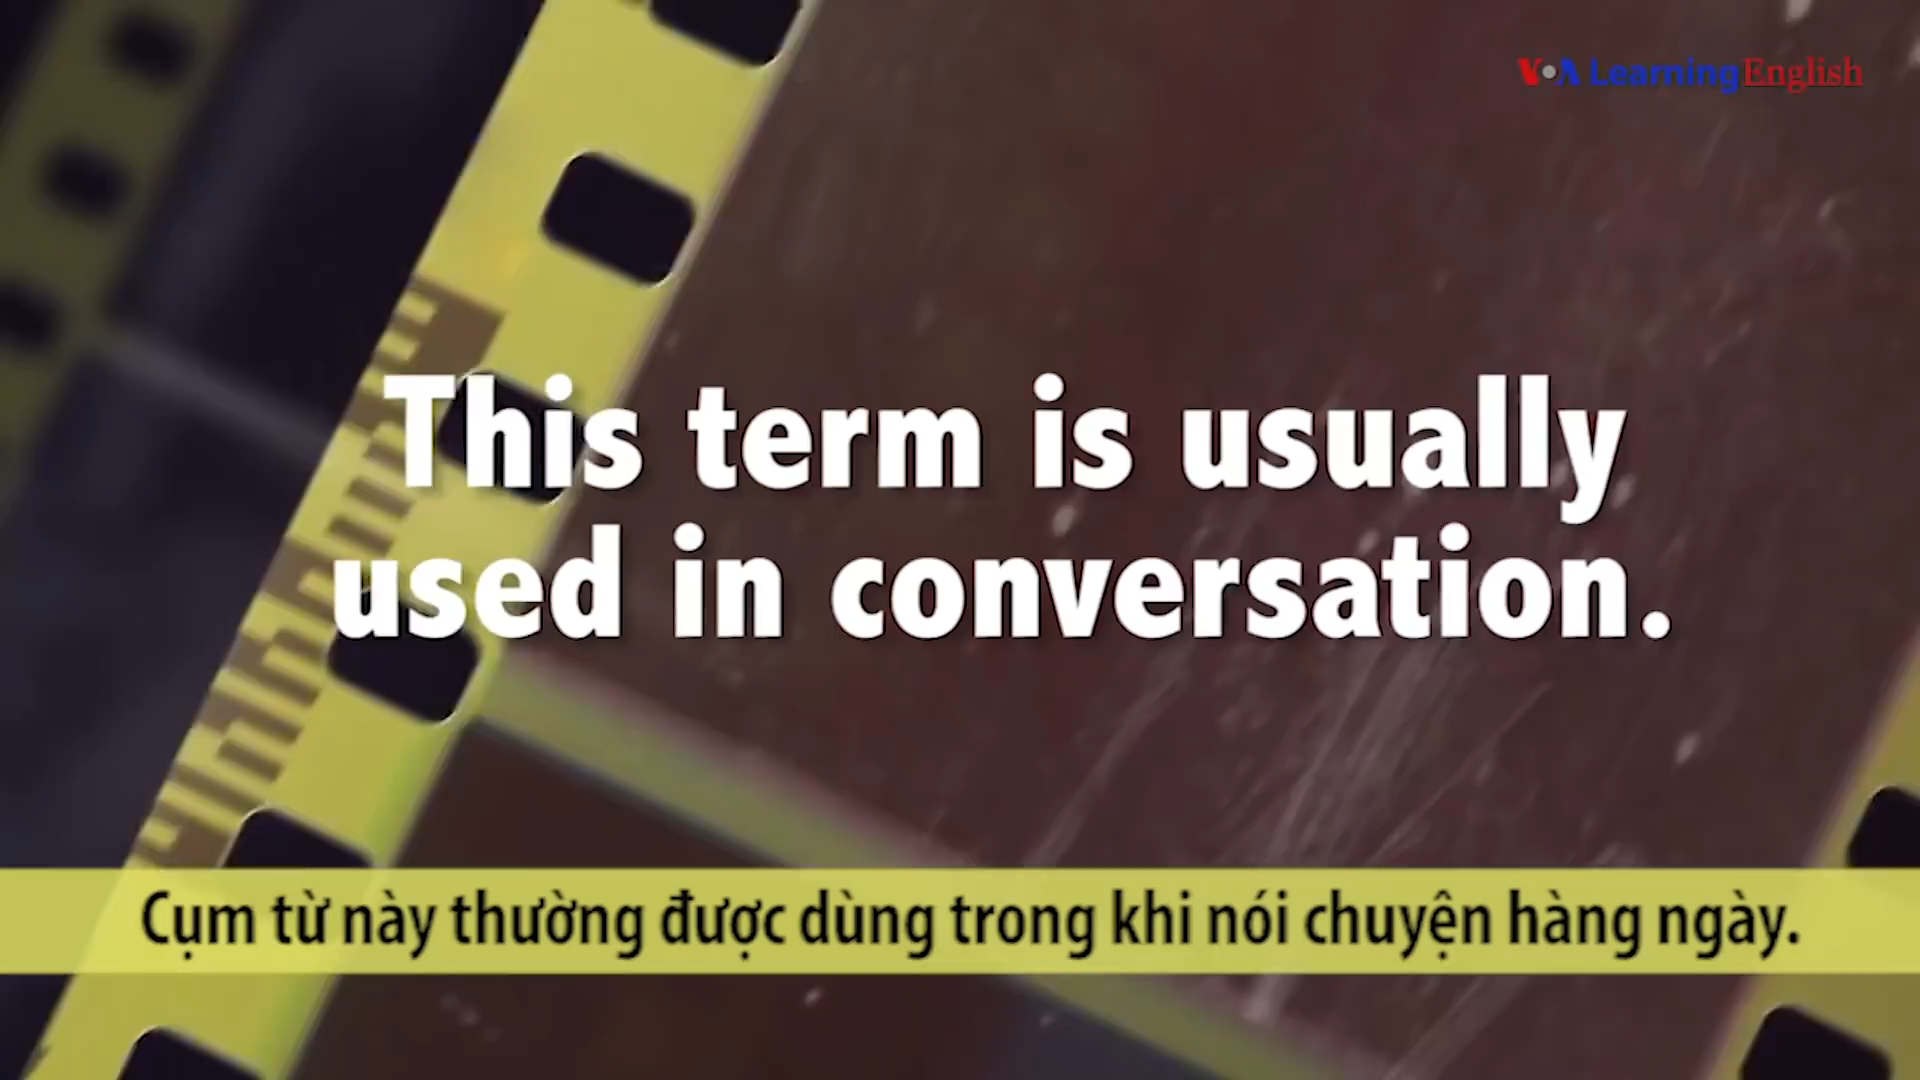 VOA Learning English
This term is usually
used in conversation.
Cụm từ này thường được dùng trong khi nói chuyện hàng ngày.